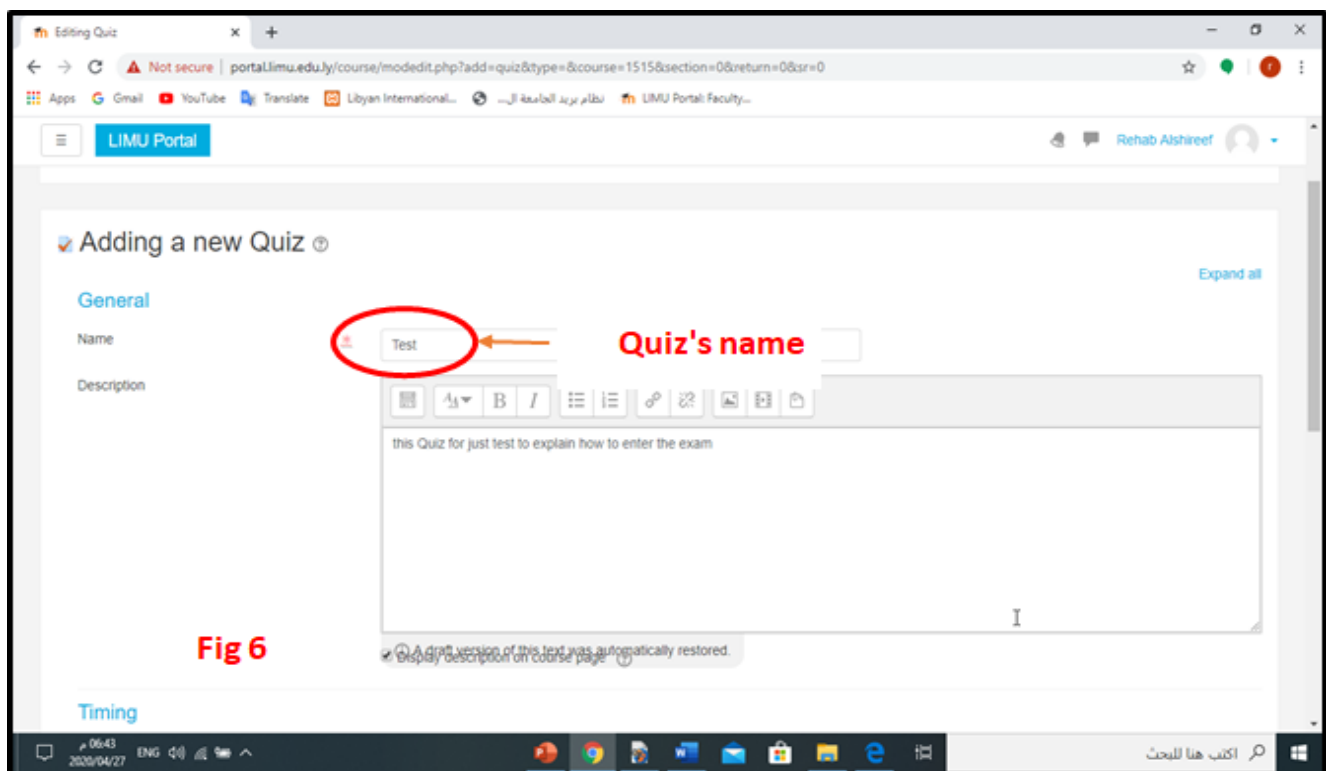 Editing Quiz
Not secure | portal.limu.edu.ly/course/modedit.php?add=quiz&type=&course=1515&section=0&return=0&sr=0
Apps Gmail YouTube Translate Libyan International... نظام بريد الجامعة ال... LIMU Portal: Faculty...
LIMU Portal Rehab Alshireef
Adding a new Quiz
Expand all
General
Name Test Quiz's name
Description
this Quiz for just test to explain how to enter the exam
Fig 6
A draft version of this text was automatically restored.
Display description on course page
Timing
06:43 م ENG اكتب هنا للبحث
2020/04/27